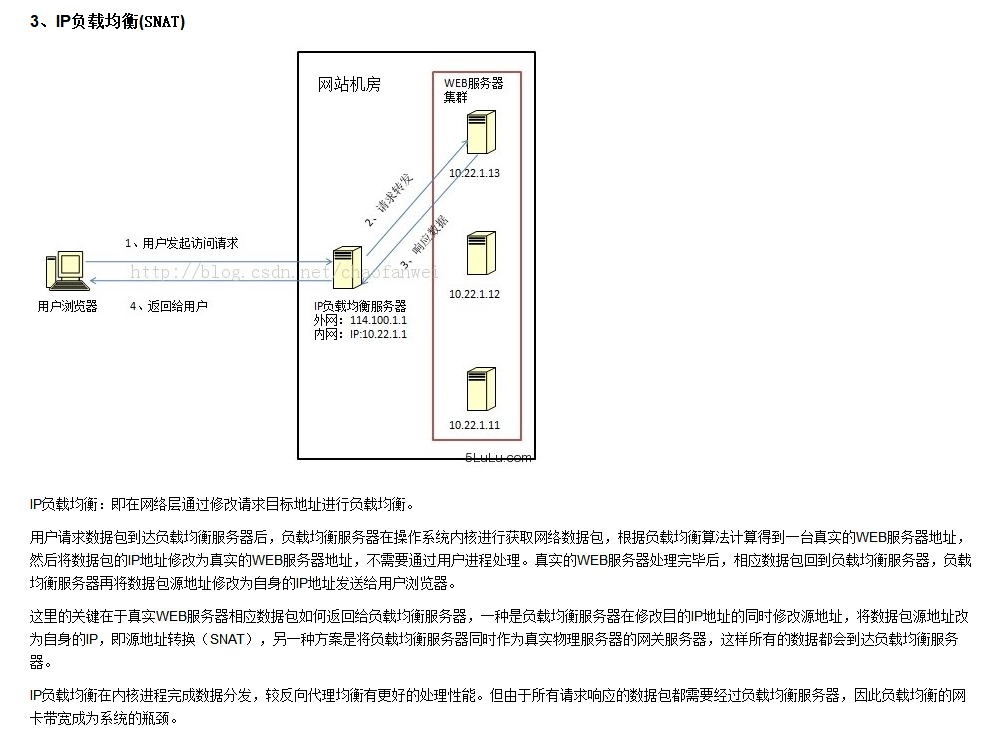 3、IP负载均衡(SNAT)
网站机房
WEB服务器
集群
10.22.1.13
2、请求转发
3、响应数据
1、用户发起访问请求
http://blog.csdn.net/chaofanwei
10.22.1.12
用户浏览器
4、返回给用户
IP负载均衡服务器
外网：114.100.1.1
内网：IP:10.22.1.1
10.22.1.11
5LuLu.com
IP负载均衡：即在网络层通过修改请求目标地址进行负载均衡。
用户请求数据包到达负载均衡服务器后，负载均衡服务器在操作系统内核进行获取网络数据包，根据负载均衡算法计算得到一台真实的WEB服务器地址，
然后将数据包的IP地址修改为真实的WEB服务器地址，不需要通过用户进程处理。真实的WEB服务器处理完毕后，相应数据包回到负载均衡服务器，负载
均衡服务器再将数据包源地址修改为自身的IP地址发送给用户浏览器。
这里的关键在于真实WEB服务器相应数据包如何返回给负载均衡服务器，一种是负载均衡服务器在修改目的IP地址的同时修改源地址，将数据包源地址改
为自身的IP，即源地址转换（SNAT），另一种方案是将负载均衡服务器同时作为真实物理服务器的网关服务器，这样所有的数据都会到达负载均衡服务
器。
IP负载均衡在内核进程完成数据分发，较反向代理均衡有更好的处理性能。但由于所有请求响应的数据包都需要经过负载均衡服务器，因此负载均衡的网
卡带宽成为系统的瓶颈。